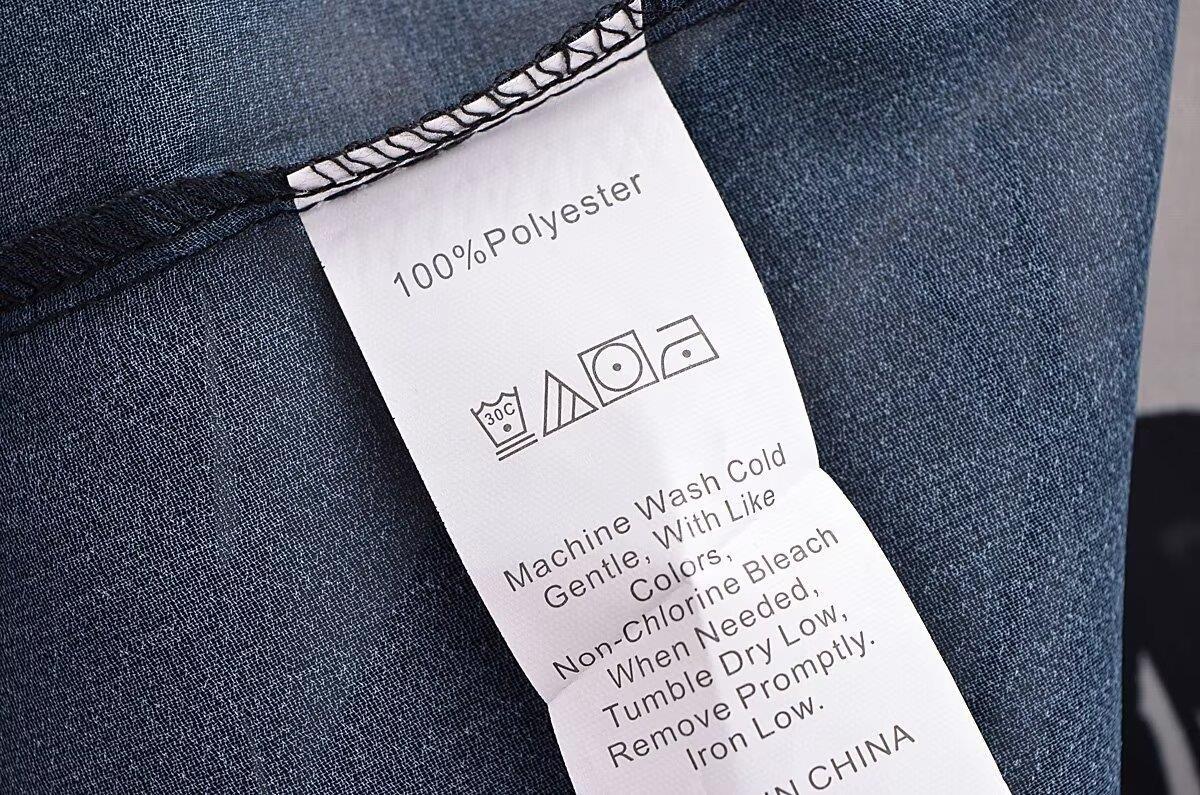 100%Polyester
30C
Machine Wash Cold
Gentle, With Like
Colors,
Non-Chlorine Bleach
When Needed,
Tumble Dry Low,
Remove Promptly.
Iron Low.
CHINA